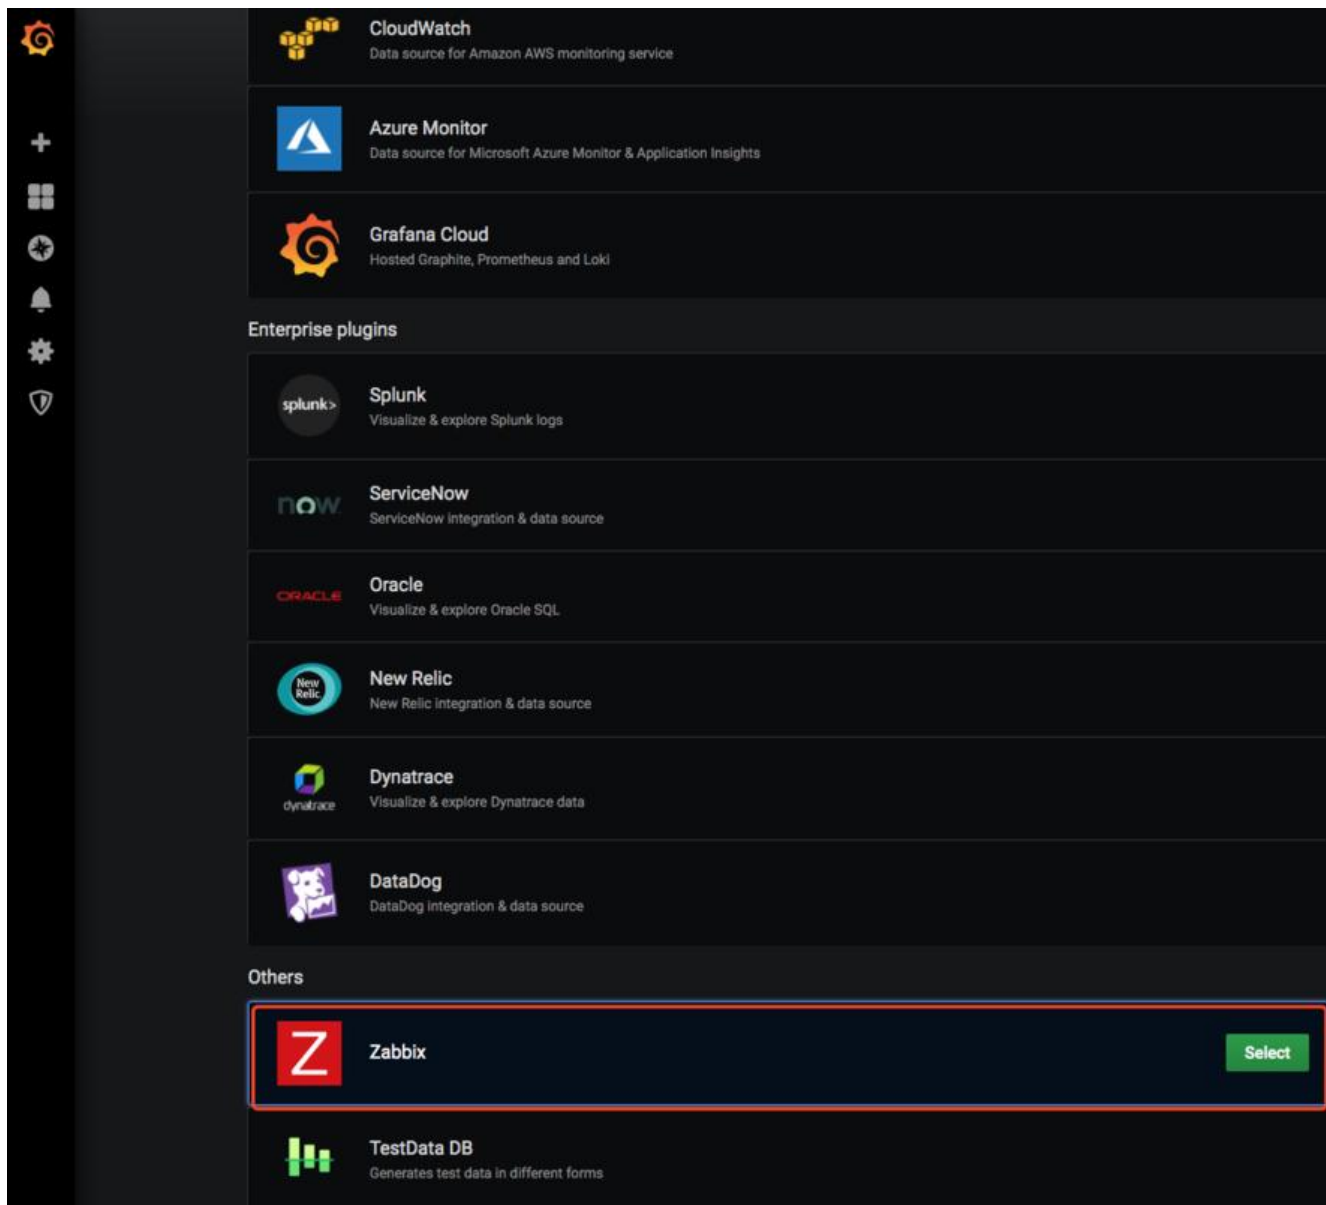 CloudWatch
Data source for Amazon AWS monitoring service
Azure Monitor
Data source for Microsoft Azure Monitor & Application Insights
Grafana Cloud
Hosted Graphite, Prometheus and Loki
Enterprise plugins
splunk>
Splunk
Visualize & explore Splunk logs
now
ServiceNow
ServiceNow integration & data source
ORACLE
Oracle
Visualize & explore Oracle SQL
New
Relic
New Relic
New Relic integration & data source
dynatrace
Dynatrace
Visualize & explore Dynatrace data
DataDog
DataDog integration & data source
Others
Z
Zabbix
Select
TestData DB
Generates test data in different forms